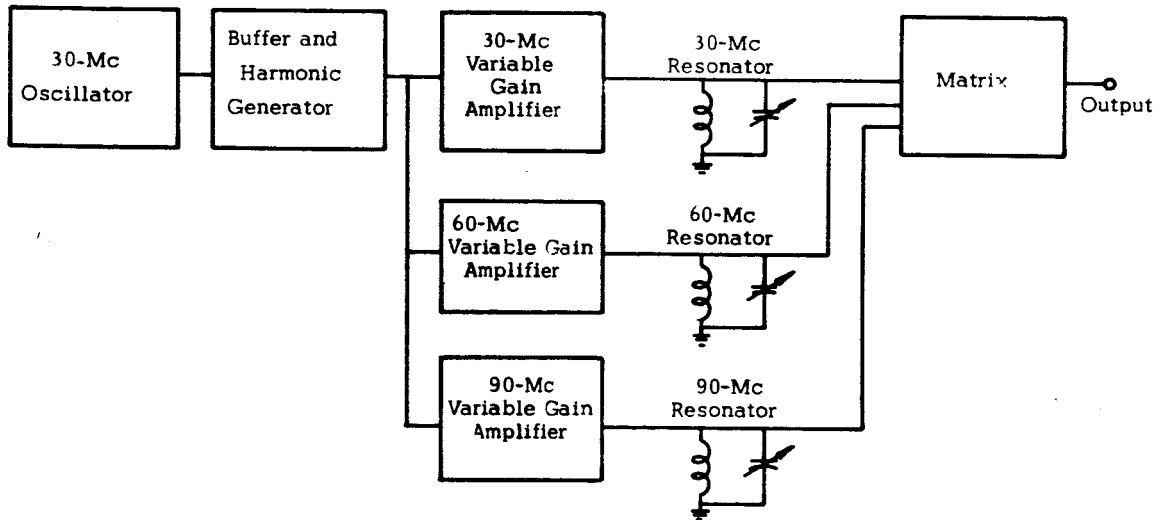 30-Mc
Oscillator
Buffer and
Harmonic
Generator
30-Mc
Variable
Gain
Amplifier
30-Mc
Resonator
Matrix
Output
60-Mc
Variable Gain
Amplifier
60-Mc
Resonator
90-Mc
Variable Gain
Amplifier
90-Mc
Resonator